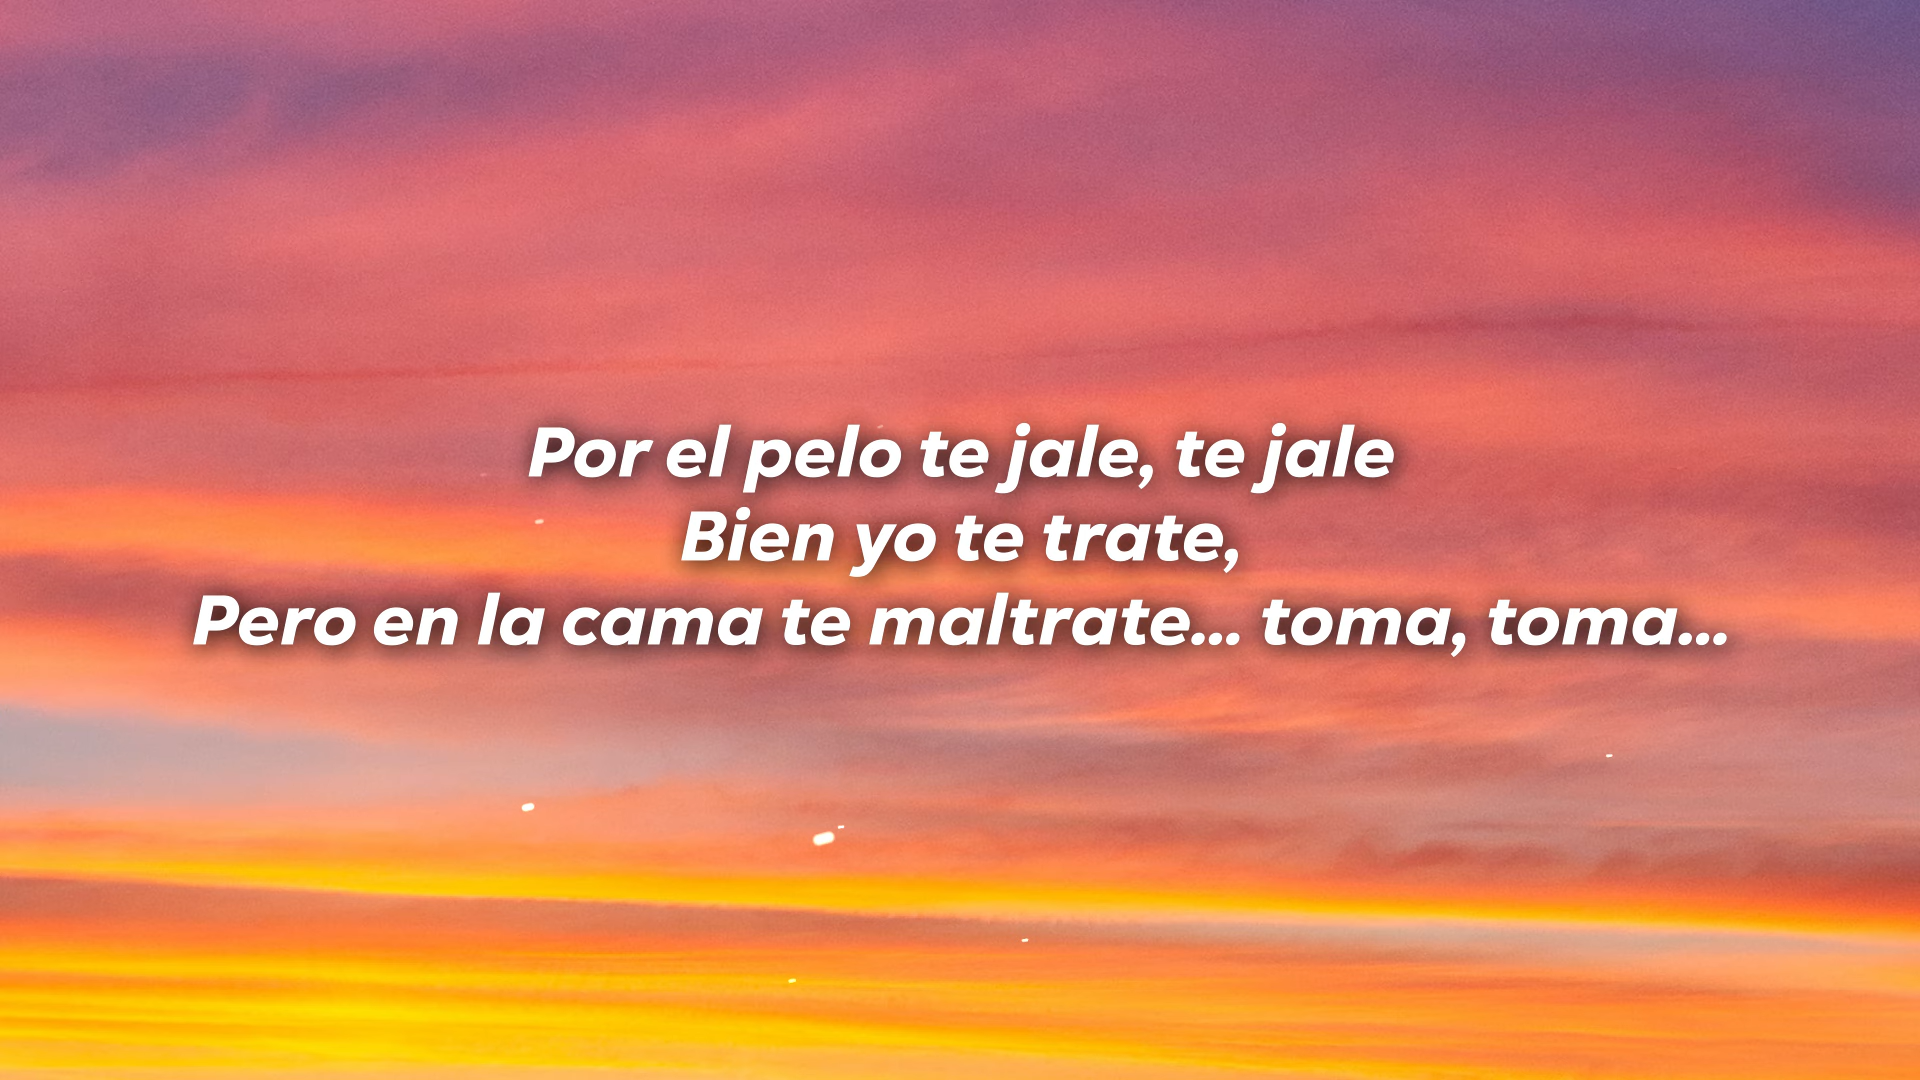 Por el pelo te jale, te jale
Bien yo te trate,
Pero en la cama te maltrate... toma, toma...